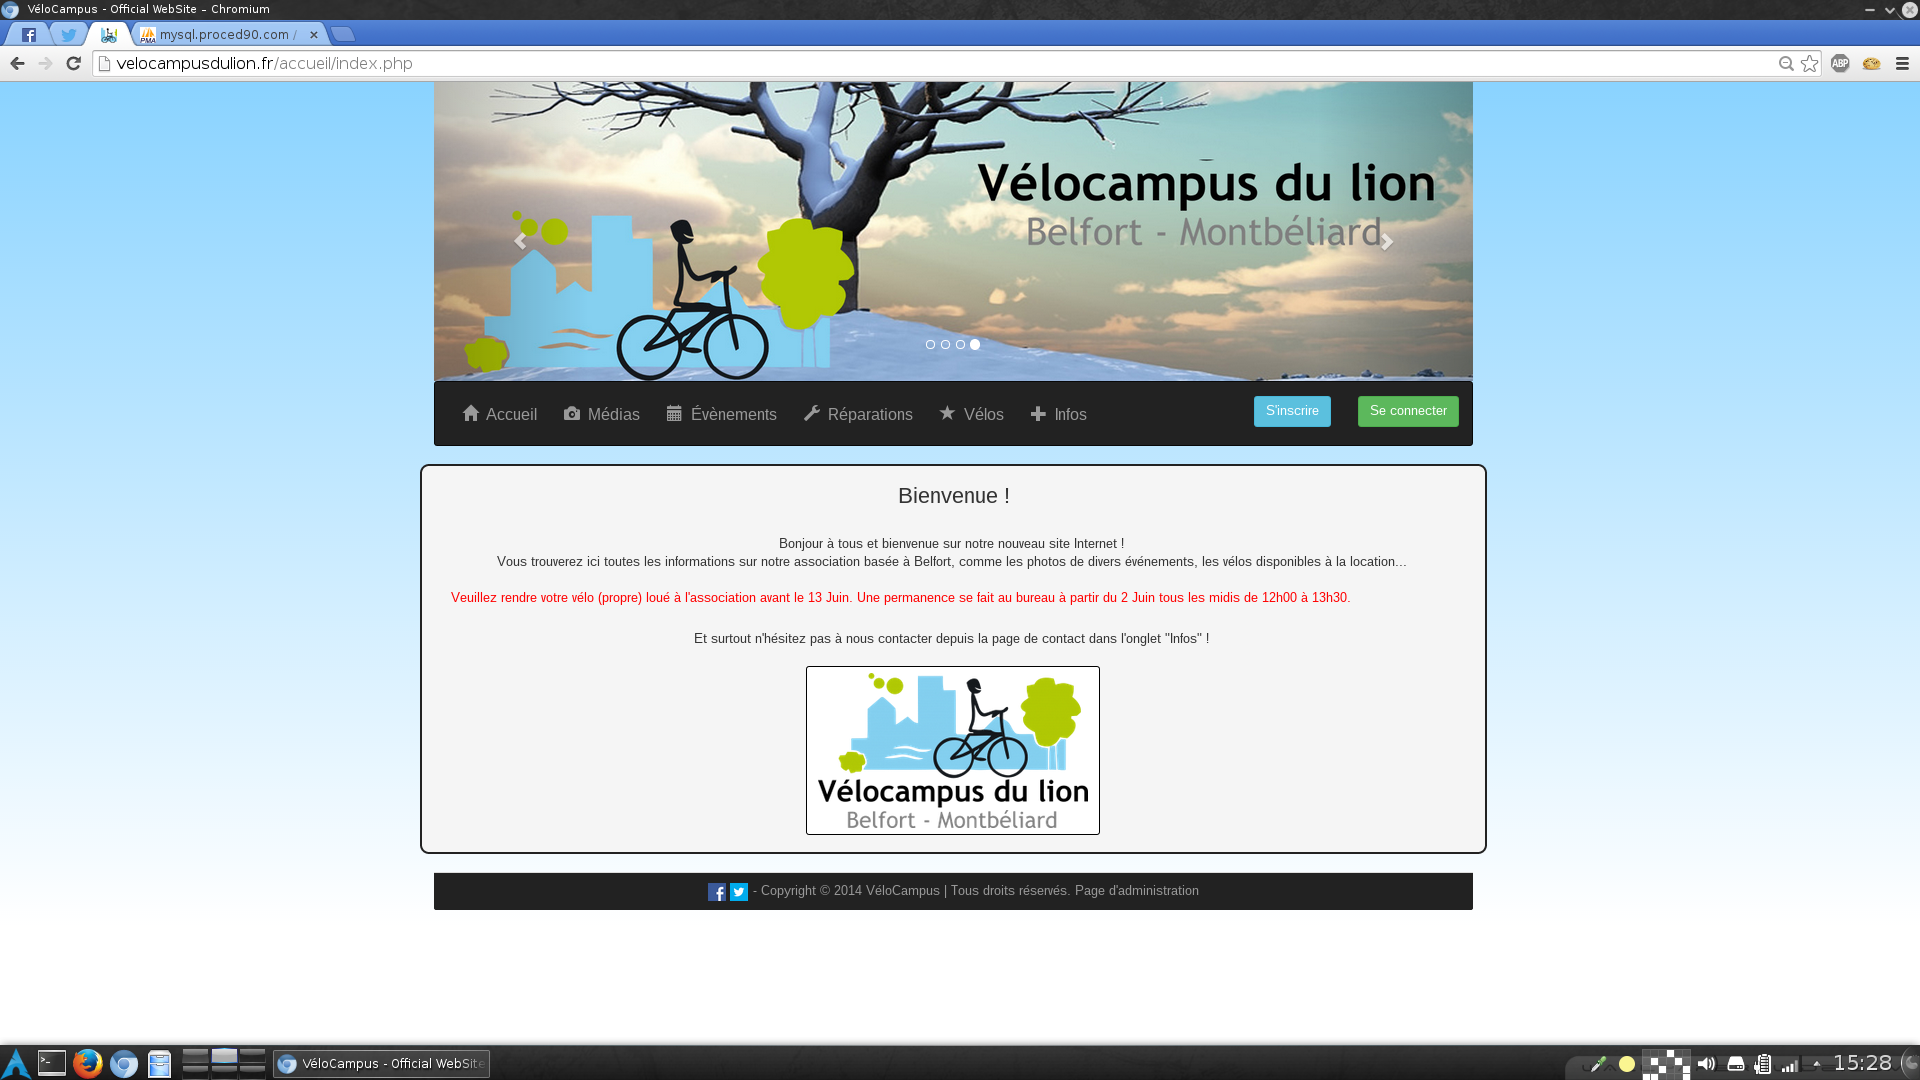 VéloCampus - Official WebSite - Chromium
mysql.proced90.com /
velocampusdulion.fr/accueil/index.php
ABP
Vélocampus du lion
Belfort - Montbéliard
Accueil Médias Évènements Réparations Vélos Infos S'inscrire Se connecter
Bienvenue !
Bonjour à tous et bienvenue sur notre nouveau site Internet !
Vous trouverez ici toutes les informations sur notre association basée à Belfort, comme les photos de divers événements, les vélos disponibles à la location...
Veuillez rendre votre vélo (propre) loué à l'association avant le 13 Juin. Une permanence se fait au bureau à partir du 2 Juin tous les midis de 12h00 à 13h30.
Et surtout n'hésitez pas à nous contacter depuis la page de contact dans l'onglet "Infos" !
Vélocampus du lion
Belfort - Montbéliard
- Copyright © 2014 VéloCampus | Tous droits réservés. Page d'administration
VéloCampus - Official WebSite
15:28